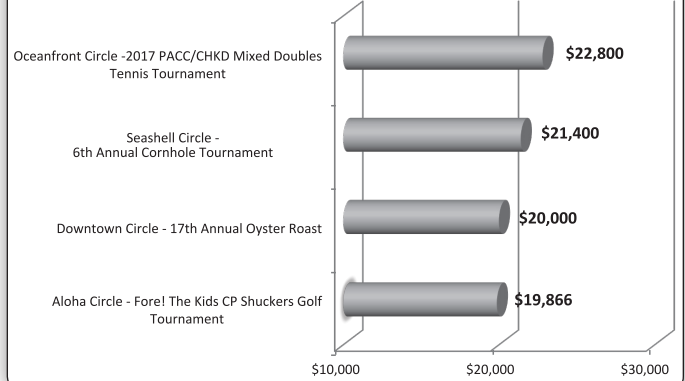 Oceanfront Circle -2017 PACC/CHKD Mixed Doubles
Tennis Tournament
$22,800
Seashell Circle -
6th Annual Cornhole Tournament
$21,400
Downtown Circle - 17th Annual Oyster Roast
$20,000
Aloha Circle - Fore! The Kids CP Shuckers Golf
Tournament
$19,866
$10,000
$20,000
$30,000